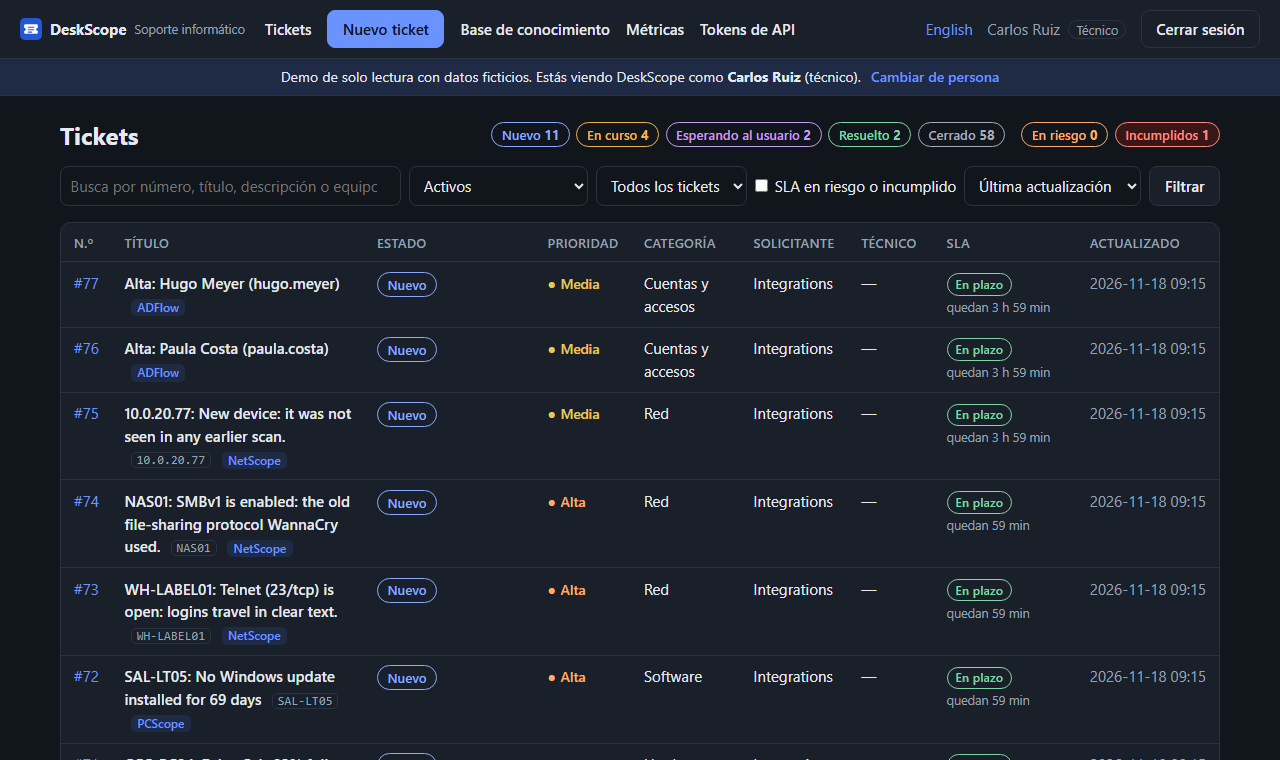 DeskScope Soporte informático Tickets Nuevo ticket Base de conocimiento Métricas Tokens de API English Carlos Ruiz Técnico Cerrar sesión
Demo de solo lectura con datos ficticios. Estás viendo DeskScope como Carlos Ruiz (técnico). Cambiar de persona
Tickets
Nuevo 11 En curso 4 Esperando al usuario 2 Resuelto 2 Cerrado 58 En riesgo 0 Incumplidos 1
Busca por número, título, descripción o equipc Activos Todos los tickets SLA en riesgo o incumplido Última actualización Filtrar
N.º TÍTULO ESTADO PRIORIDAD CATEGORÍA SOLICITANTE TÉCNICO SLA ACTUALIZADO
#77 Alta: Hugo Meyer (hugo.meyer) Nuevo ● Media Cuentas y Integrations — En plazo 2026-11-18 09:15
ADFlow accesos quedan 3 h 59 min
#76 Alta: Paula Costa (paula.costa) Nuevo ● Media Cuentas y Integrations — En plazo 2026-11-18 09:15
ADFlow accesos quedan 3 h 59 min
#75 10.0.20.77: New device: it was not Nuevo ● Media Red Integrations — En plazo 2026-11-18 09:15
seen in any earlier scan. quedan 3 h 59 min
10.0.20.77 NetScope
#74 NAS01: SMBv1 is enabled: the old Nuevo ● Alta Red Integrations — En plazo 2026-11-18 09:15
file-sharing protocol WannaCry quedan 59 min
used. NAS01 NetScope
#73 WH-LABEL01: Telnet (23/tcp) is Nuevo ● Alta Red Integrations — En plazo 2026-11-18 09:15
open: logins travel in clear text. quedan 59 min
WH-LABEL01 NetScope
#72 SAL-LT05: No Windows update Nuevo ● Alta Software Integrations — En plazo 2026-11-18 09:15
installed for 69 days SAL-LT05 quedan 59 min
PCScope